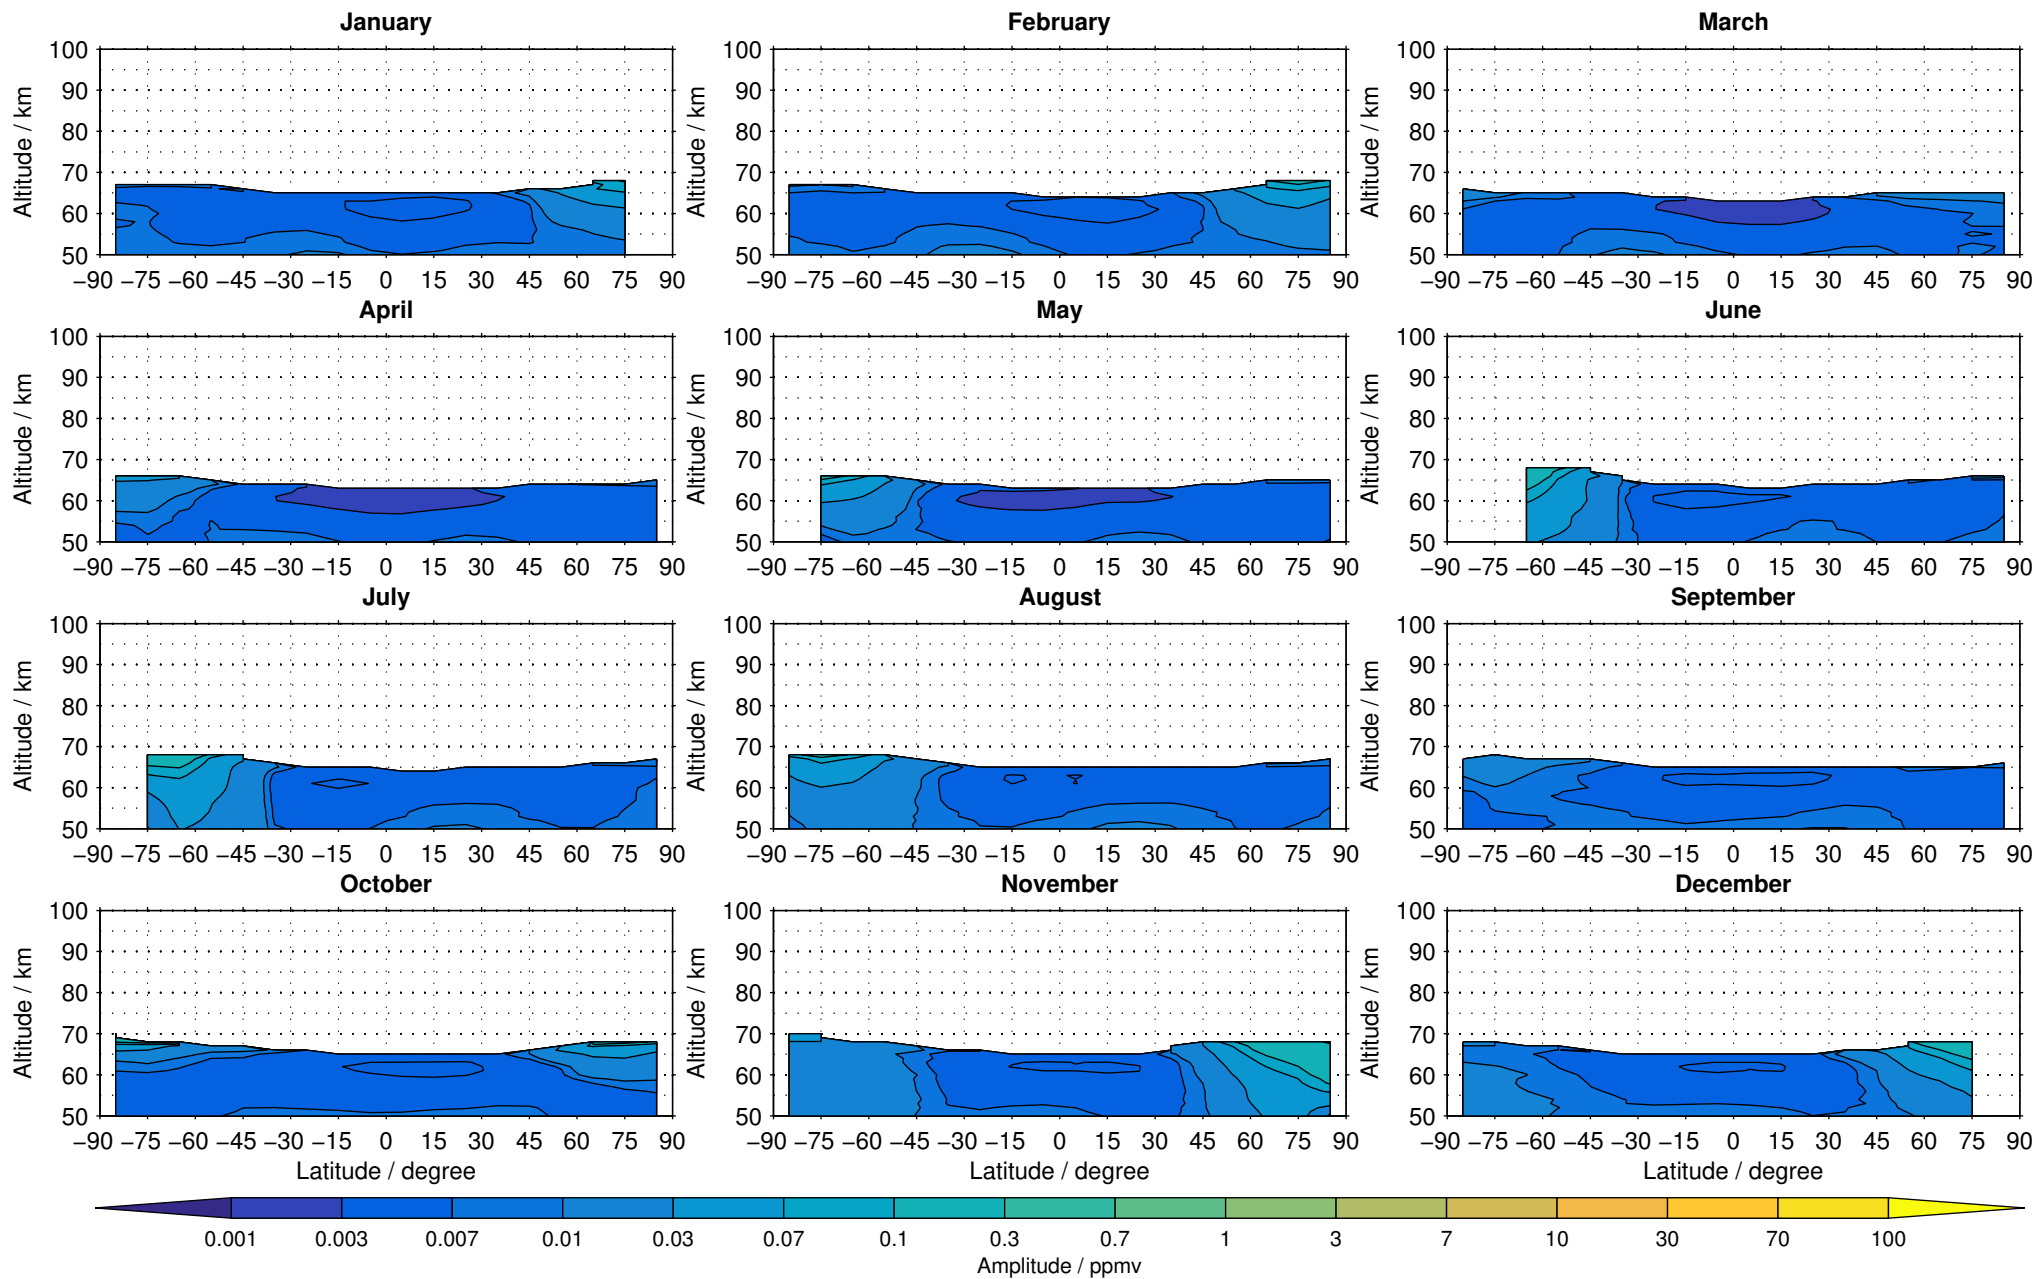 January February March
100 100 100
90 90 90
Altitude / km Altitude / km Altitude / km
80 80 80
70 70 70
60 60 60
50 50 50
−90 −75 −60 −45 −30 −15 0 15 30 45 60 75 90 −90 −75 −60 −45 −30 −15 0 15 30 45 60 75 90 −90 −75 −60 −45 −30 −15 0 15 30 45 60 75 90
April May June
100 100 100
90 90 90
Altitude / km Altitude / km Altitude / km
80 80 80
70 70 70
60 60 60
50 50 50
−90 −75 −60 −45 −30 −15 0 15 30 45 60 75 90 −90 −75 −60 −45 −30 −15 0 15 30 45 60 75 90 −90 −75 −60 −45 −30 −15 0 15 30 45 60 75 90
July August September
100 100 100
90 90 90
Altitude / km Altitude / km Altitude / km
80 80 80
70 70 70
60 60 60
50 50 50
−90 −75 −60 −45 −30 −15 0 15 30 45 60 75 90 −90 −75 −60 −45 −30 −15 0 15 30 45 60 75 90 −90 −75 −60 −45 −30 −15 0 15 30 45 60 75 90
October November December
100 100 100
90 90 90
Altitude / km Altitude / km Altitude / km
80 80 80
70 70 70
60 60 60
50 50 50
−90 −75 −60 −45 −30 −15 0 15 30 45 60 75 90 −90 −75 −60 −45 −30 −15 0 15 30 45 60 75 90 −90 −75 −60 −45 −30 −15 0 15 30 45 60 75 90
Latitude / degree Latitude / degree Latitude / degree
0.001 0.003 0.007 0.01 0.03 0.07 0.1 0.3 0.7 1 3 7 10 30 70 100
Amplitude / ppmv